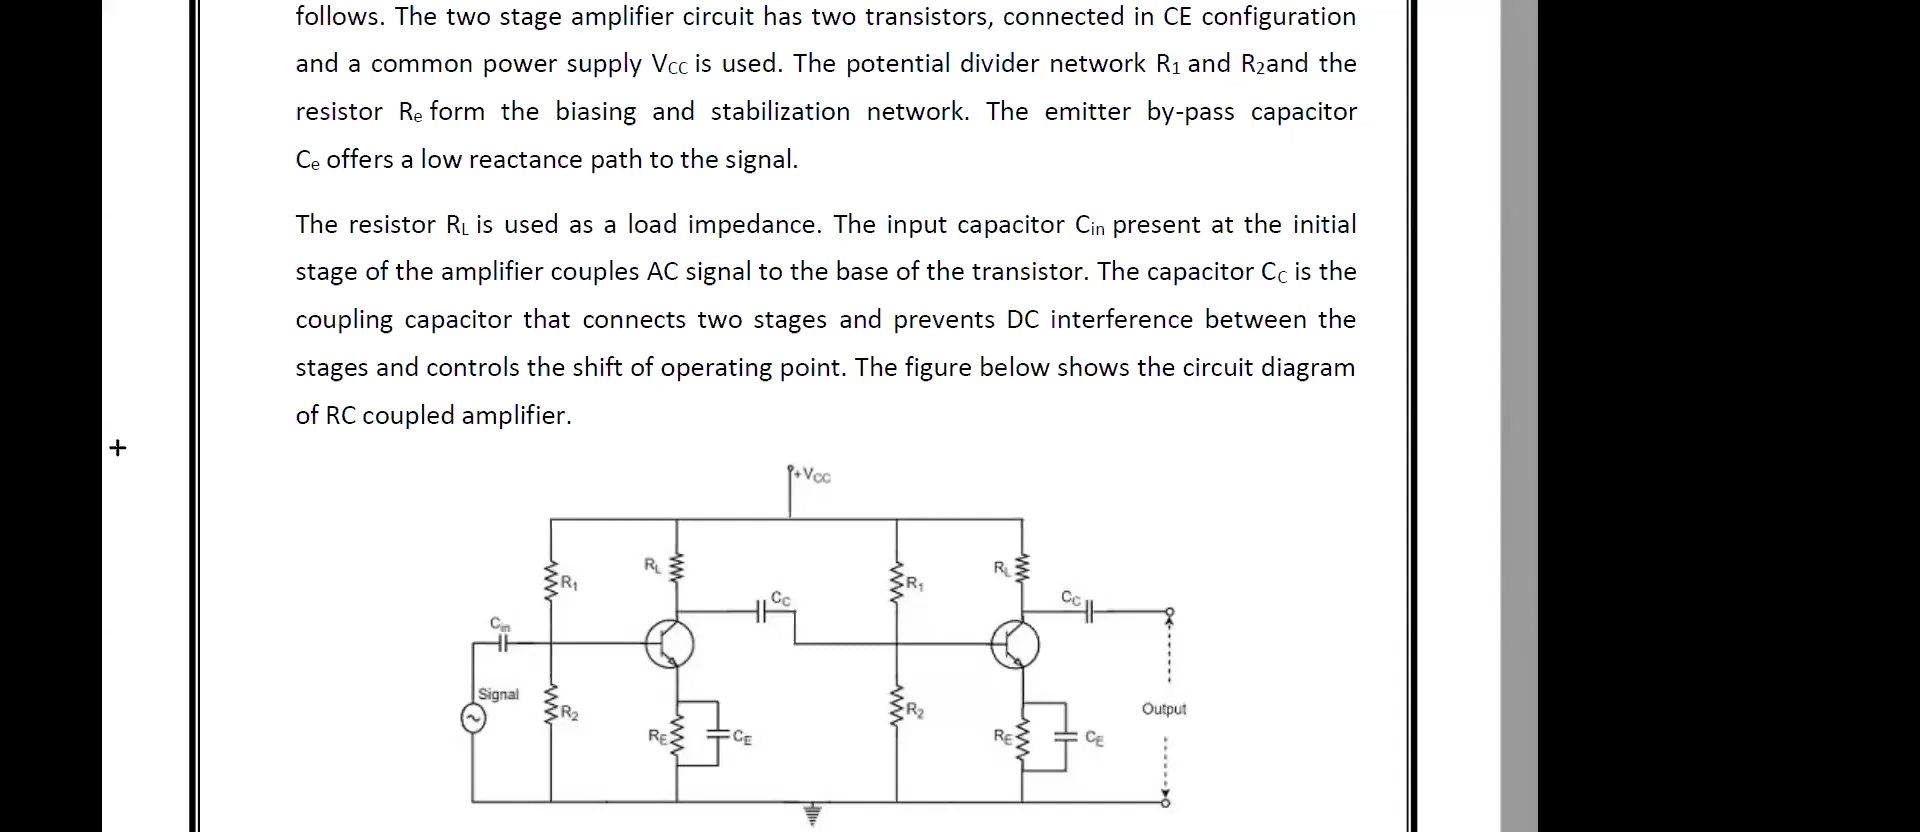 follows. The two stage amplifier circuit has two transistors, connected in CE configuration
and a common power supply VCC is used. The potential divider network R1 and R2and the
resistor Re form the biasing and stabilization network. The emitter by-pass capacitor
Ce offers a low reactance path to the signal.
The resistor RL is used as a load impedance. The input capacitor Cin present at the initial
stage of the amplifier couples AC signal to the base of the transistor. The capacitor CC is the
coupling capacitor that connects two stages and prevents DC interference between the
stages and controls the shift of operating point. The figure below shows the circuit diagram
of RC coupled amplifier.
+VCC
RL
R1
RL
R1
CC
CC
Cin
Signal
R2
R2
Output
RE
CE
RE
CE